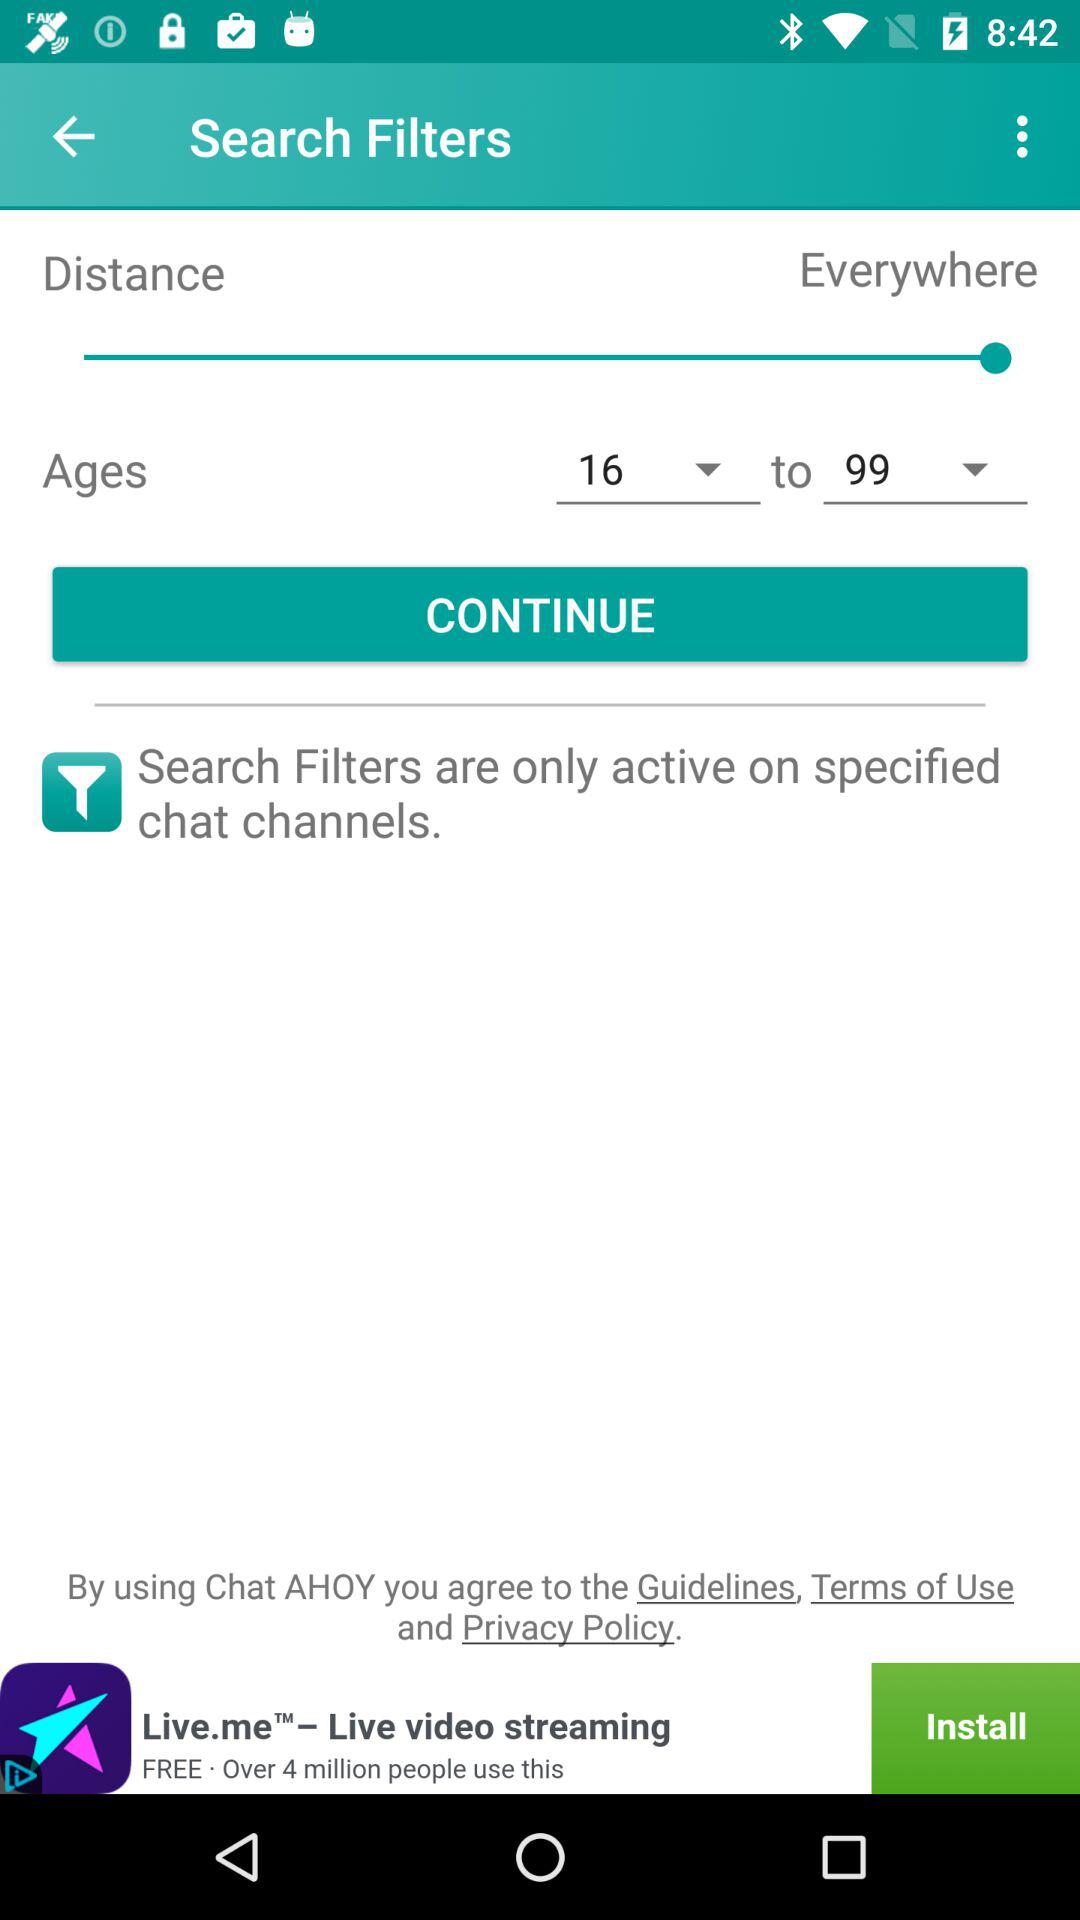 FAKE
8:42
Search Filters
Distance
Everywhere
Ages
16
to
99
CONTINUE
Search Filters are only active on specified
chat channels.
By using Chat AHOY you agree to the Guidelines, Terms of Use
and Privacy Policy.
Live.me™– Live video streaming
FREE · Over 4 million people use this
Install